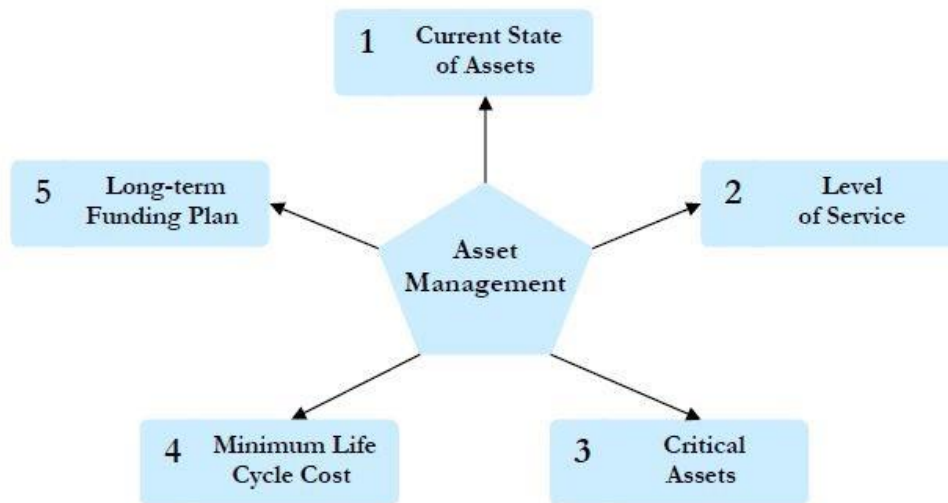 1 Current State
of Assets
5 Long-term
Funding Plan
2 Level
of Service
Asset
Management
4 Minimum Life
Cycle Cost
3 Critical
Assets